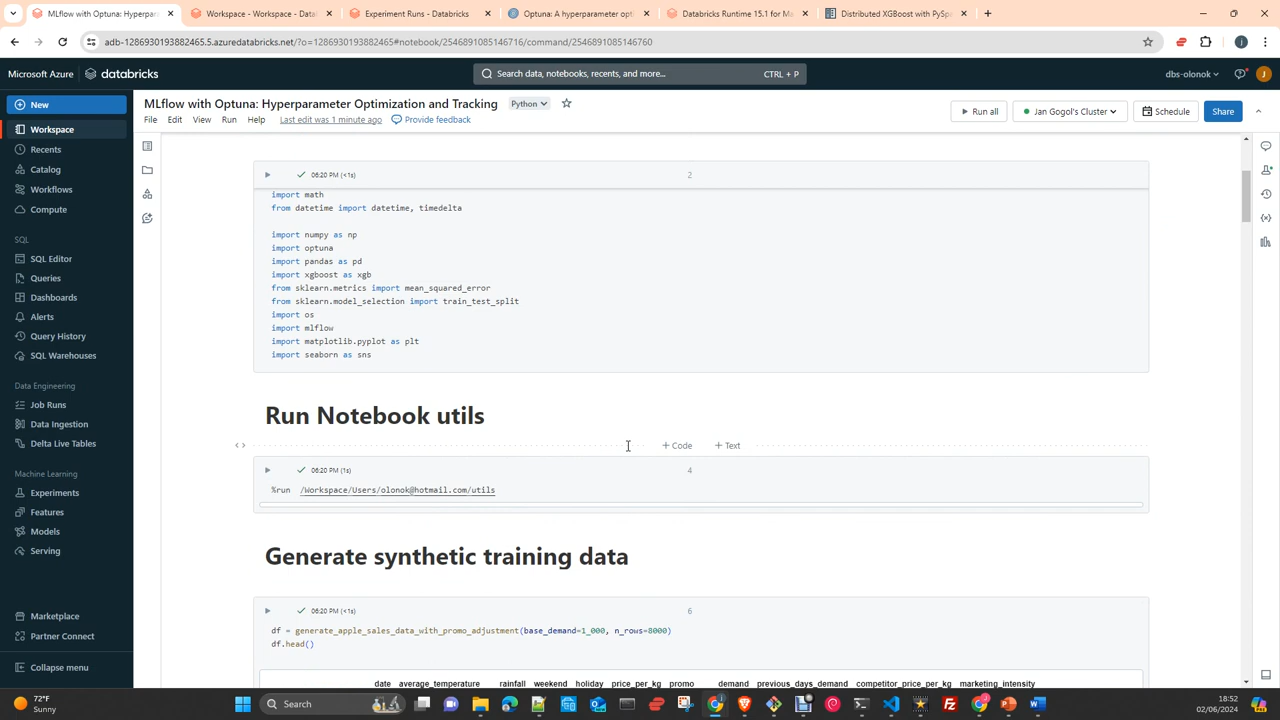 MLflow with Optuna: Hyperpara
Workspace - Workspace - Datab
Experiment Runs - Databricks
Optuna: A hyperparameter opti
Databricks Runtime 15.1 for Ma
Distributed XGBoost with PySp
adb-1286930193882465.5.azuredatabricks.net/?o=1286930193882465#notebook/2546891085146716/command/2546891085146760
Microsoft Azure
databricks
Search data, notebooks, recents, and more...
CTRL + P
dbs-olonok
J
New
Workspace
Recents
Catalog
Workflows
Compute
SQL
SQL Editor
Queries
Dashboards
Alerts
Query History
SQL Warehouses
Data Engineering
Job Runs
Data Ingestion
Delta Live Tables
Machine Learning
Experiments
Features
Models
Serving
Marketplace
Partner Connect
Collapse menu
MLflow with Optuna: Hyperparameter Optimization and Tracking
Python
File Edit View Run Help Last edit was 1 minute ago Provide feedback
Run all
Jan Gogol's Cluster
Schedule
Share
06:20 PM (<1s)
2
import math
from datetime import datetime, timedelta
import numpy as np
import optuna
import pandas as pd
import xgboost as xgb
from sklearn.metrics import mean_squared_error
from sklearn.model_selection import train_test_split
import os
import mlflow
import matplotlib.pyplot as plt
import seaborn as sns
Run Notebook utils
+ Code + Text
06:20 PM (1s)
4
%run /Workspace/Users/olonok@hotmail.com/utils
Generate synthetic training data
06:20 PM (<1s)
6
df = generate_apple_sales_data_with_promo_adjustment(base_demand=1_000, n_rows=8000)
df.head()
date average_temperature rainfall weekend holiday price_per_kg promo demand previous_days_demand competitor_price_per_kg marketing_intensity
72°F
Sunny
Search
18:52
02/06/2024